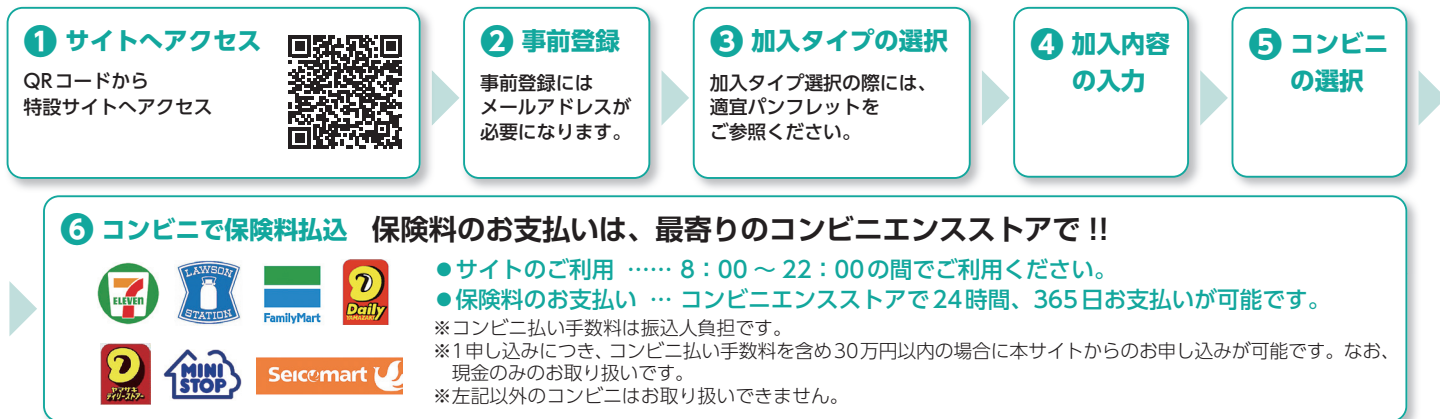 ❶ サイトへアクセス
QRコードから
特設サイトへアクセス
❷ 事前登録
事前登録には
メールアドレスが
必要になります。
❸ 加入タイプの選択
加入タイプ選択の際には、
適宜パンフレットを
ご参照ください。
❹ 加入内容
の入力
❺ コンビニ
の選択
❻ コンビニで保険料払込 保険料のお支払いは、最寄りのコンビニエンスストアで !!
7
ELEVEn
LAWSON
STATION
FamilyMart
Daily
YAMAZAKI
ヤマザキ
デイリーストアー
MINI
STOP
Seicomart
●サイトのご利用 …… 8：00 ～ 22：00の間でご利用ください。
●保険料のお支払い … コンビニエンスストアで24時間、365日お支払いが可能です。
※コンビニ払い手数料は振込人負担です。
※1申し込みにつき、コンビニ払い手数料を含め30万円以内の場合に本サイトからのお申し込みが可能です。なお、
現金のみのお取り扱いです。
※左記以外のコンビニはお取り扱いできません。